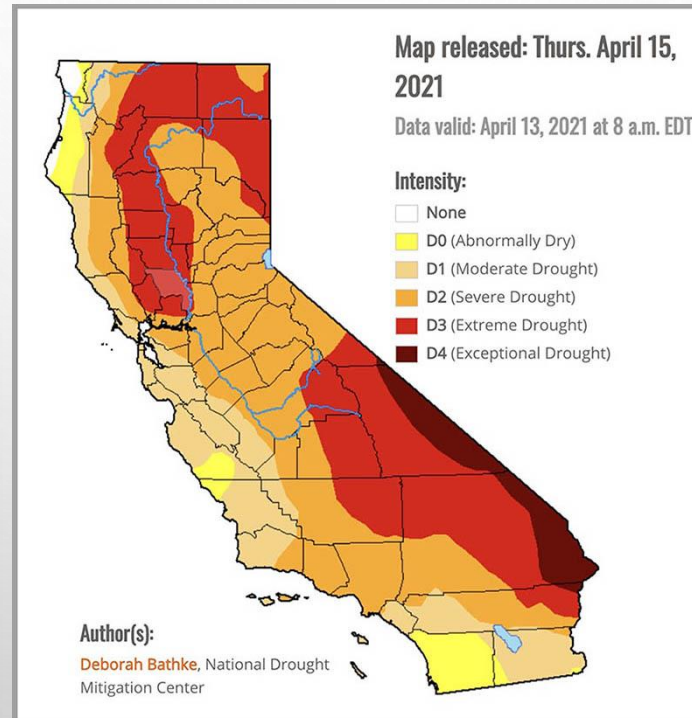 Map released: Thurs. April 15,
2021
Data valid: April 13, 2021 at 8 a.m. EDT
Intensity:
None
D0 (Abnormally Dry)
D1 (Moderate Drought)
D2 (Severe Drought)
D3 (Extreme Drought)
D4 (Exceptional Drought)
Author(s):
Deborah Bathke, National Drought
Mitigation Center